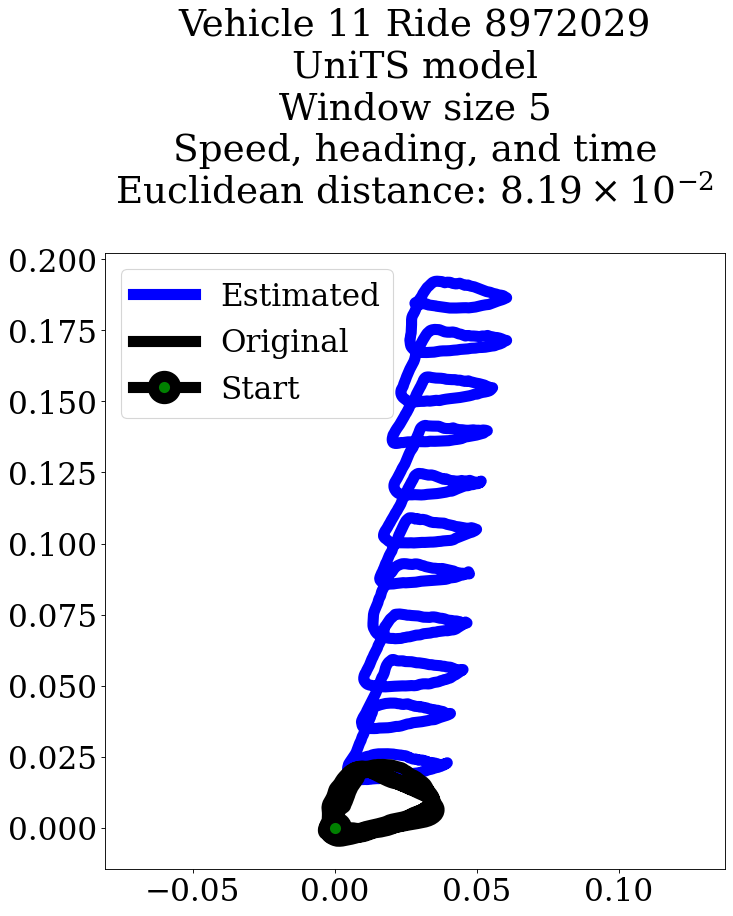 Vehicle 11 Ride 8972029
UniTS model
Window size 5
Speed, heading, and time
Euclidean distance: 8.19 × 10⁻²
0.200
0.175
0.150
0.125
0.100
0.075
0.050
0.025
0.000
Estimated
Original
Start
−0.05 0.00 0.05 0.10